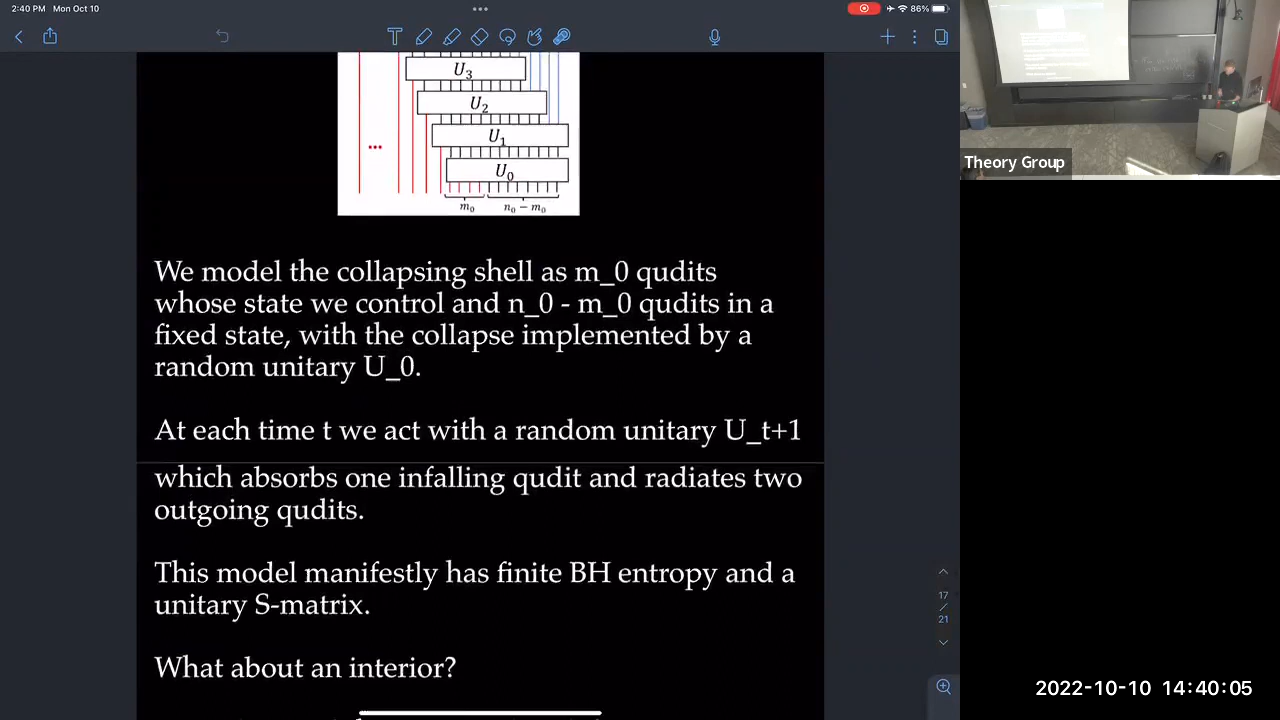 2:40 PM Mon Oct 10
86%
U_3
U_2
U_1
...
U_0
m_0 n_0 − m_0
We model the collapsing shell as m_0 qudits
whose state we control and n_0 - m_0 qudits in a
fixed state, with the collapse implemented by a
random unitary U_0.
At each time t we act with a random unitary U_t+1
which absorbs one infalling qudit and radiates two
outgoing qudits.
This model manifestly has finite BH entropy and a
unitary S-matrix.
What about an interior?
17
/
21
Theory Group
2022-10-10 14:40:05